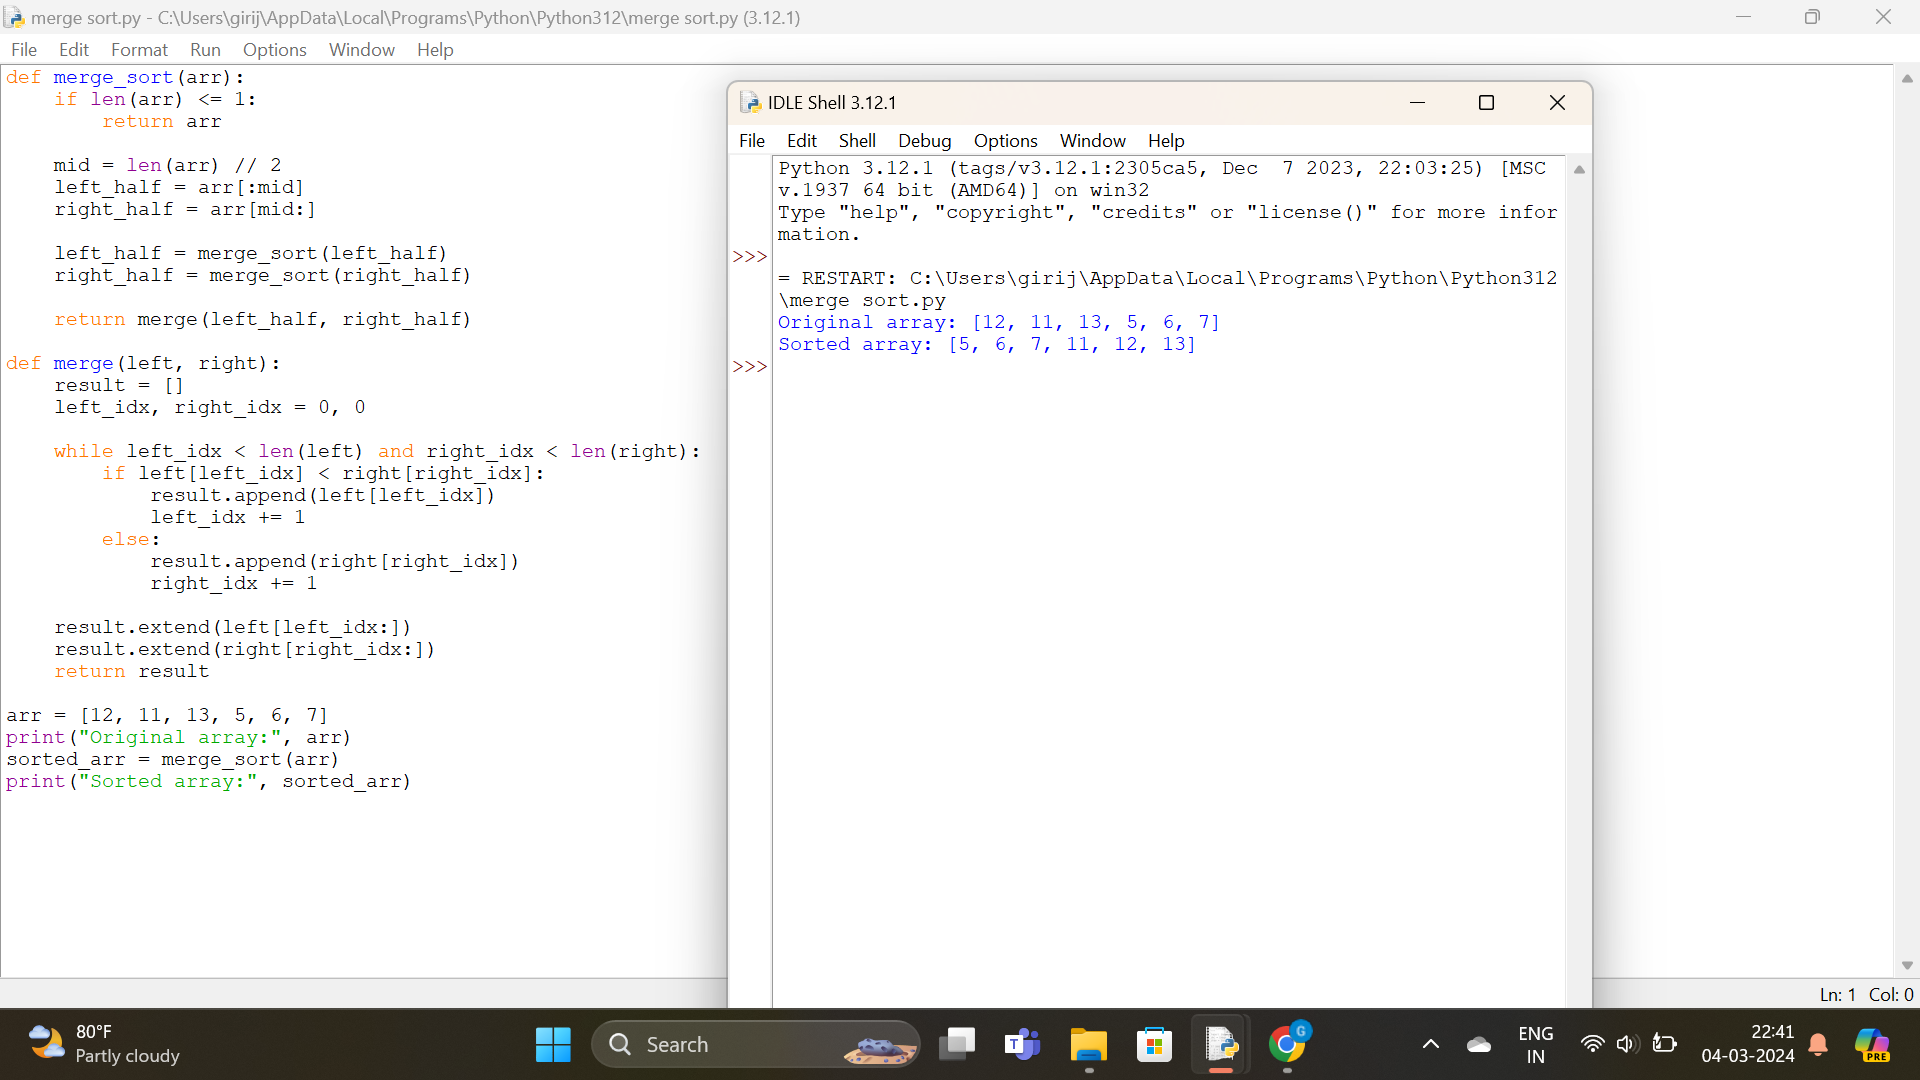 merge sort.py - C:\Users\girij\AppData\Local\Programs\Python\Python312\merge sort.py (3.12.1)
File Edit Format Run Options Window Help
def merge_sort(arr):
    if len(arr) <= 1:
        return arr
    mid = len(arr) // 2
    left_half = arr[:mid]
    right_half = arr[mid:]
    left_half = merge_sort(left_half)
    right_half = merge_sort(right_half)
    return merge(left_half, right_half)
def merge(left, right):
    result = []
    left_idx, right_idx = 0, 0
    while left_idx < len(left) and right_idx < len(right):
        if left[left_idx] < right[right_idx]:
            result.append(left[left_idx])
            left_idx += 1
        else:
            result.append(right[right_idx])
            right_idx += 1
    result.extend(left[left_idx:])
    result.extend(right[right_idx:])
    return result
arr = [12, 11, 13, 5, 6, 7]
print("Original array:", arr)
sorted_arr = merge_sort(arr)
print("Sorted array:", sorted_arr)
IDLE Shell 3.12.1
File Edit Shell Debug Options Window Help
Python 3.12.1 (tags/v3.12.1:2305ca5, Dec  7 2023, 22:03:25) [MSC
v.1937 64 bit (AMD64)] on win32
Type "help", "copyright", "credits" or "license()" for more infor
mation.
>>>
= RESTART: C:\Users\girij\AppData\Local\Programs\Python\Python312
\merge sort.py
Original array: [12, 11, 13, 5, 6, 7]
Sorted array: [5, 6, 7, 11, 12, 13]
>>>
Ln: 1 Col: 0
80°F
Partly cloudy
Search
T
G
ENG
IN
22:41
04-03-2024
PRE